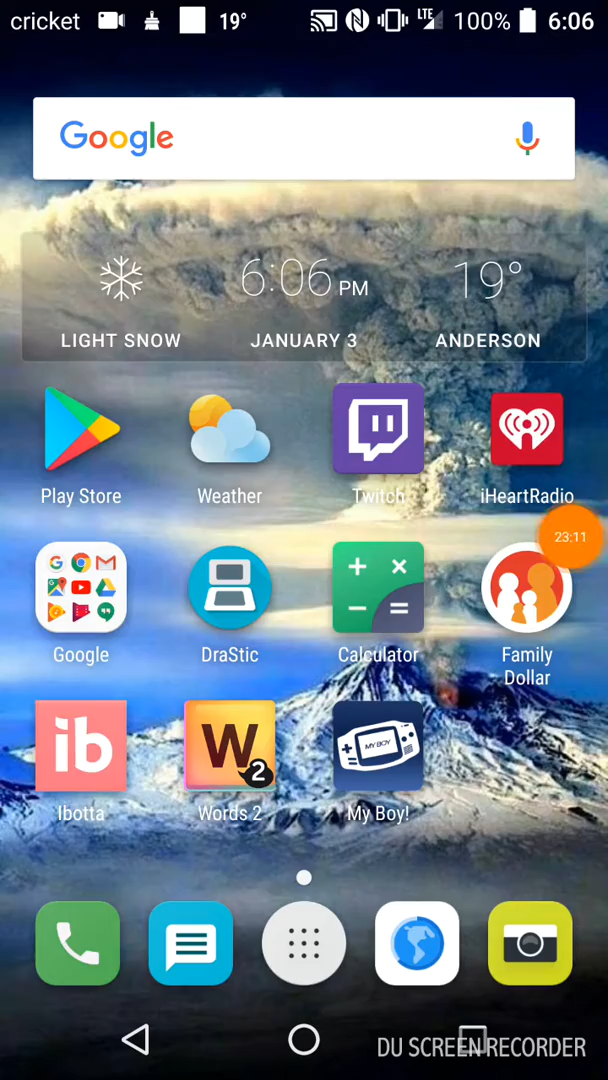 cricket 19° LTE 100% 6:06
Google
6:06 PM 19°
LIGHT SNOW JANUARY 3 ANDERSON
Play Store Weather Twitch iHeartRadio
23:11
Google DraStic Calculator Family
Dollar
ib W 2 MY BOY!
Ibotta Words 2 My Boy!
DU SCREEN RECORDER